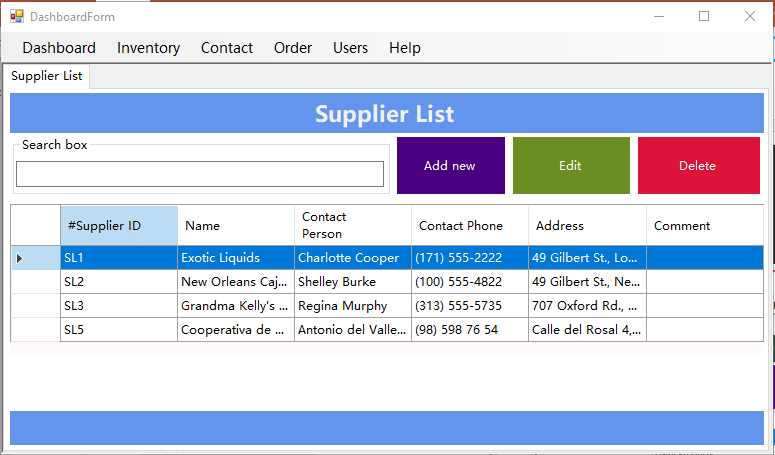 DashboardForm
Dashboard Inventory Contact Order Users Help
Supplier List
Supplier List
Search box
Add new Edit Delete
#Supplier ID Name Contact Person Contact Phone Address Comment
SL1 Exotic Liquids Charlotte Cooper (171) 555-2222 49 Gilbert St., Lo...
SL2 New Orleans Caj... Shelley Burke (100) 555-4822 49 Gilbert St., Ne...
SL3 Grandma Kelly's ... Regina Murphy (313) 555-5735 707 Oxford Rd., ...
SL5 Cooperativa de ... Antonio del Valle... (98) 598 76 54 Calle del Rosal 4,...